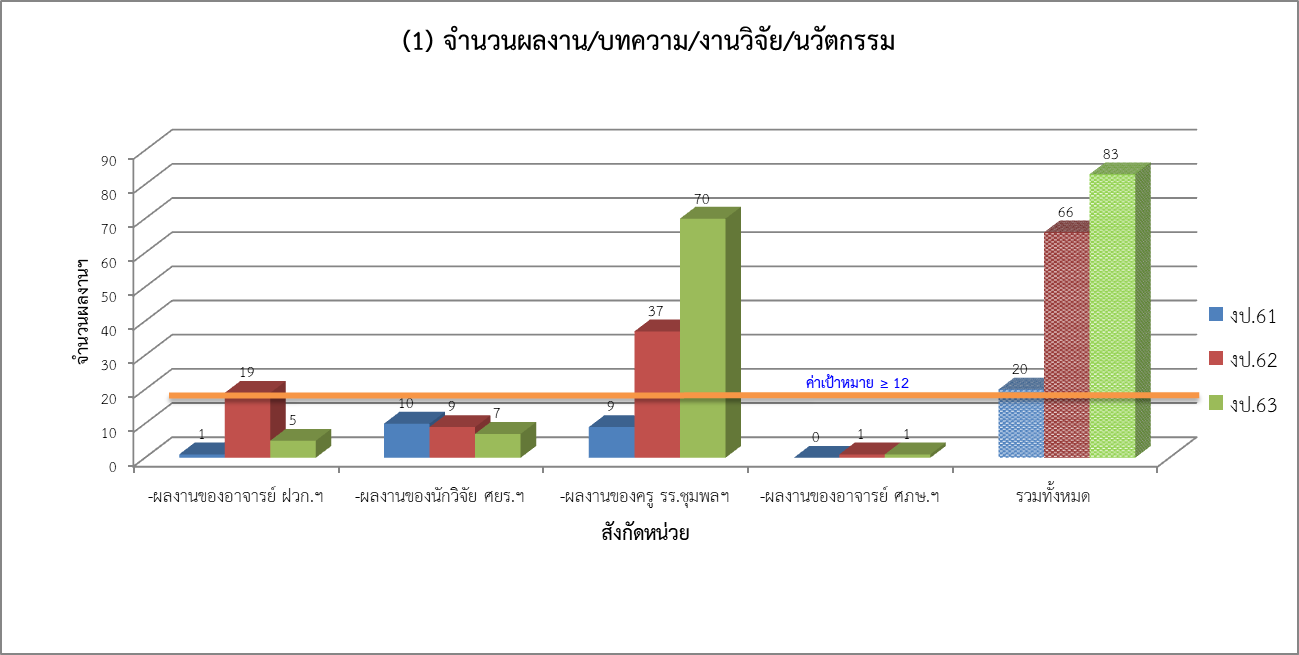 (1) จำนวนผลงาน/บทความ/งานวิจัย/นวัตกรรม
จำนวนผลงานฯ
90
80
70
60
50
40
30
20
10
0
1
19
5
10
9
7
9
37
70
0
1
1
20
66
83
ค่าเป้าหมาย ≥ 12
-ผลงานของอาจารย์ ฝวก.ฯ
-ผลงานของนักวิจัย ศยร.ฯ
-ผลงานของครู รร.ชุมพลฯ
-ผลงานของอาจารย์ ศภษ.ฯ
รวมทั้งหมด
สังกัดหน่วย
งป.61
งป.62
งป.63